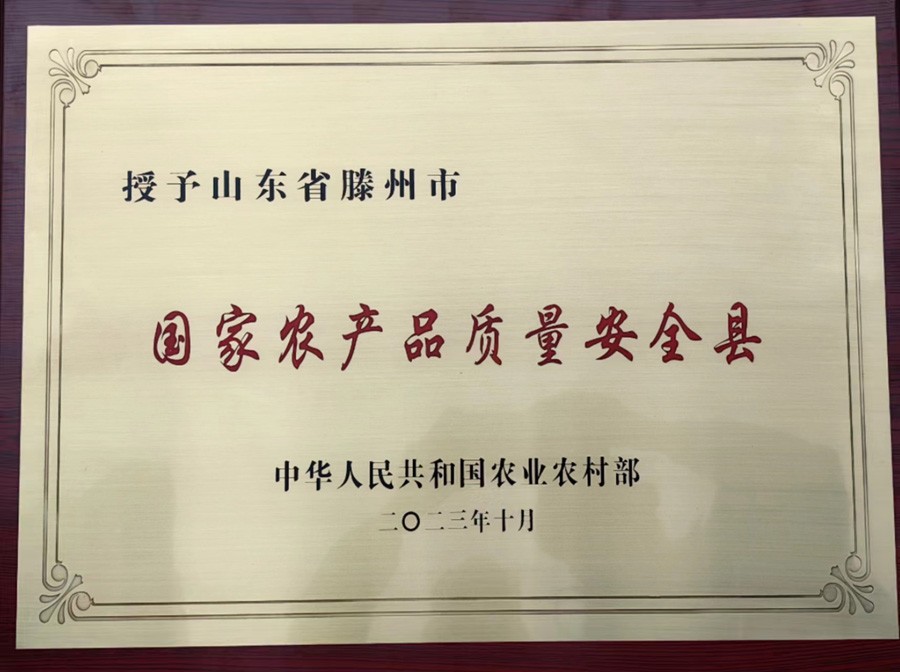 授予山东省滕州市
国家农产品质量安全县
中华人民共和国农业农村部
二〇二三年十月